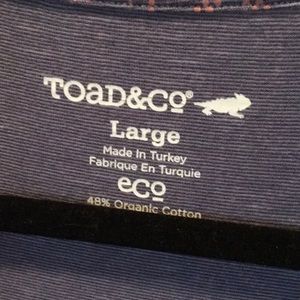 TOAD&CO®
Large
Made In Turkey
Fabrique En Turquie
eco
48% Organic Cotton